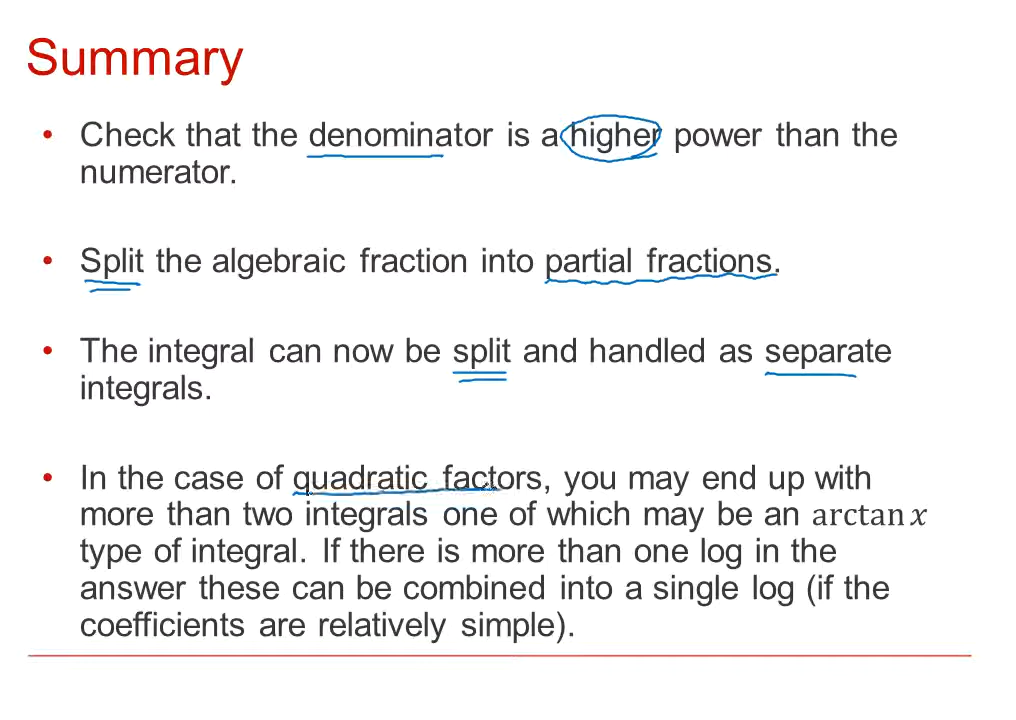 Summary
• Check that the denominator is a higher power than the
numerator.
• Split the algebraic fraction into partial fractions.
• The integral can now be split and handled as separate
integrals.
• In the case of quadratic factors, you may end up with
more than two integrals one of which may be an arctan x
type of integral. If there is more than one log in the
answer these can be combined into a single log (if the
coefficients are relatively simple).